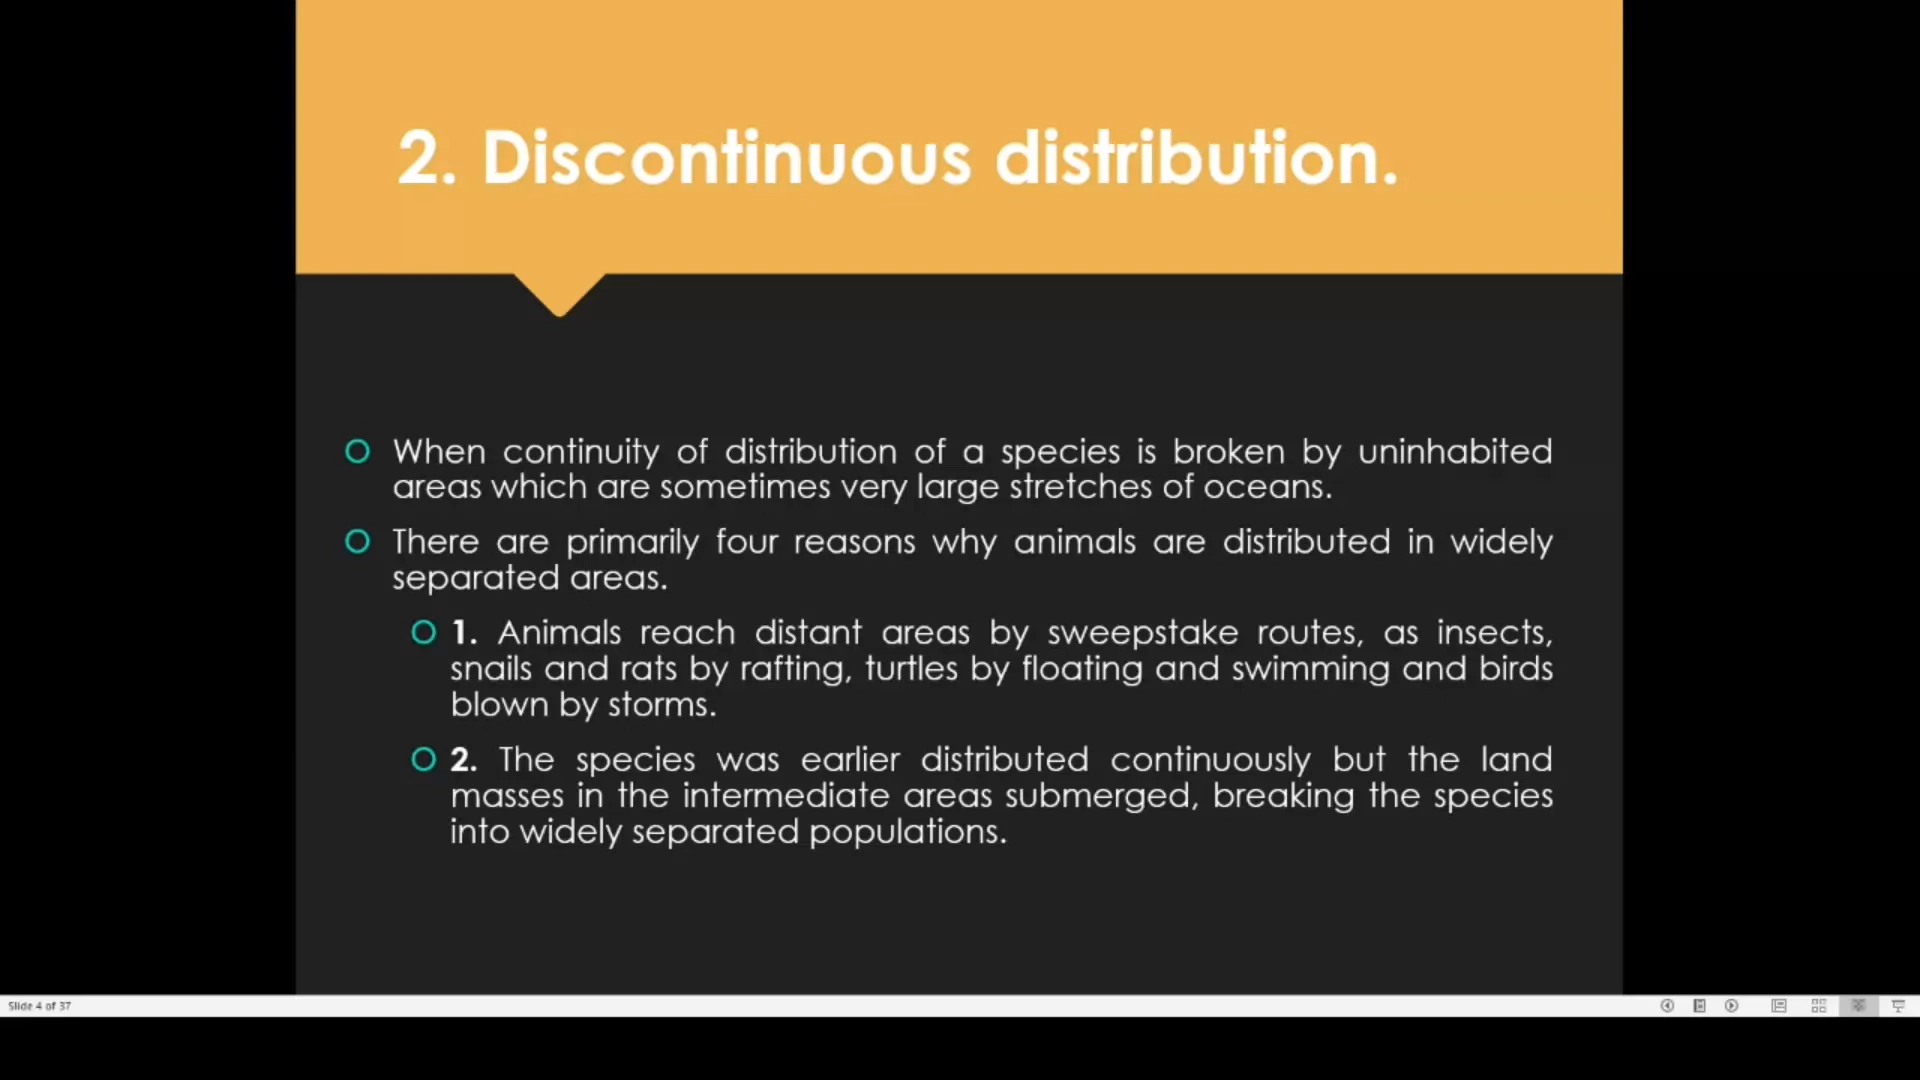 2. Discontinuous distribution.
When continuity of distribution of a species is broken by uninhabited
areas which are sometimes very large stretches of oceans.
There are primarily four reasons why animals are distributed in widely
separated areas.
1. Animals reach distant areas by sweepstake routes, as insects,
snails and rats by rafting, turtles by floating and swimming and birds
blown by storms.
2. The species was earlier distributed continuously but the land
masses in the intermediate areas submerged, breaking the species
into widely separated populations.
Slide 4 of 37